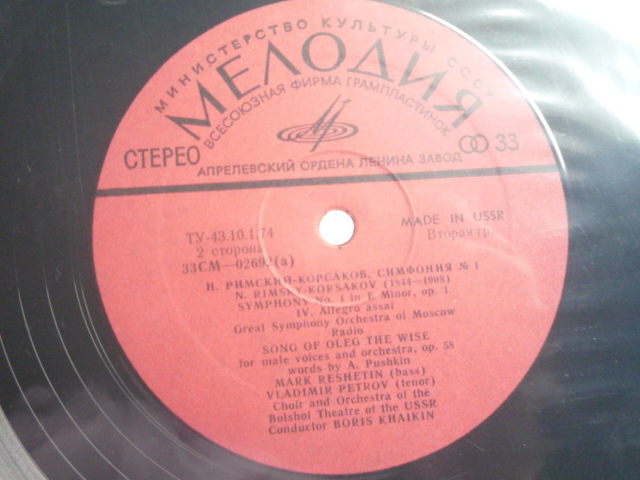 МИНИСТЕРСТВО КУЛЬТУРЫ СССР
МЕЛОДИЯ
ВСЕСОЮЗНАЯ ФИРМА ГРАМПЛАСТИНОК
СТЕРЕО
33
АПРЕЛЕВСКИЙ ОРДЕНА ЛЕНИНА ЗАВОД
ТУ-43.10.1.74
MADE IN USSR
2 сторона
Вторая гр.
33СМ—02692(а)
Н. РИМСКИЙ-КОРСАКОВ. СИМФОНИЯ № 1
N. RIMSKY-KORSAKOV (1844—1908)
SYMPHONY No. 1 in E Minor, op. 1
IV. Allegro assai
Great Symphony Orchestra of Moscow
Radio
SONG OF OLEG THE WISE
for male voices and orchestra, op. 58
words by A. Pushkin
MARK RESHETIN (bass)
VLADIMIR PETROV (tenor)
Choir and Orchestra of the
Bolshoi Theatre of the USSR
Conductor BORIS KHAIKIN